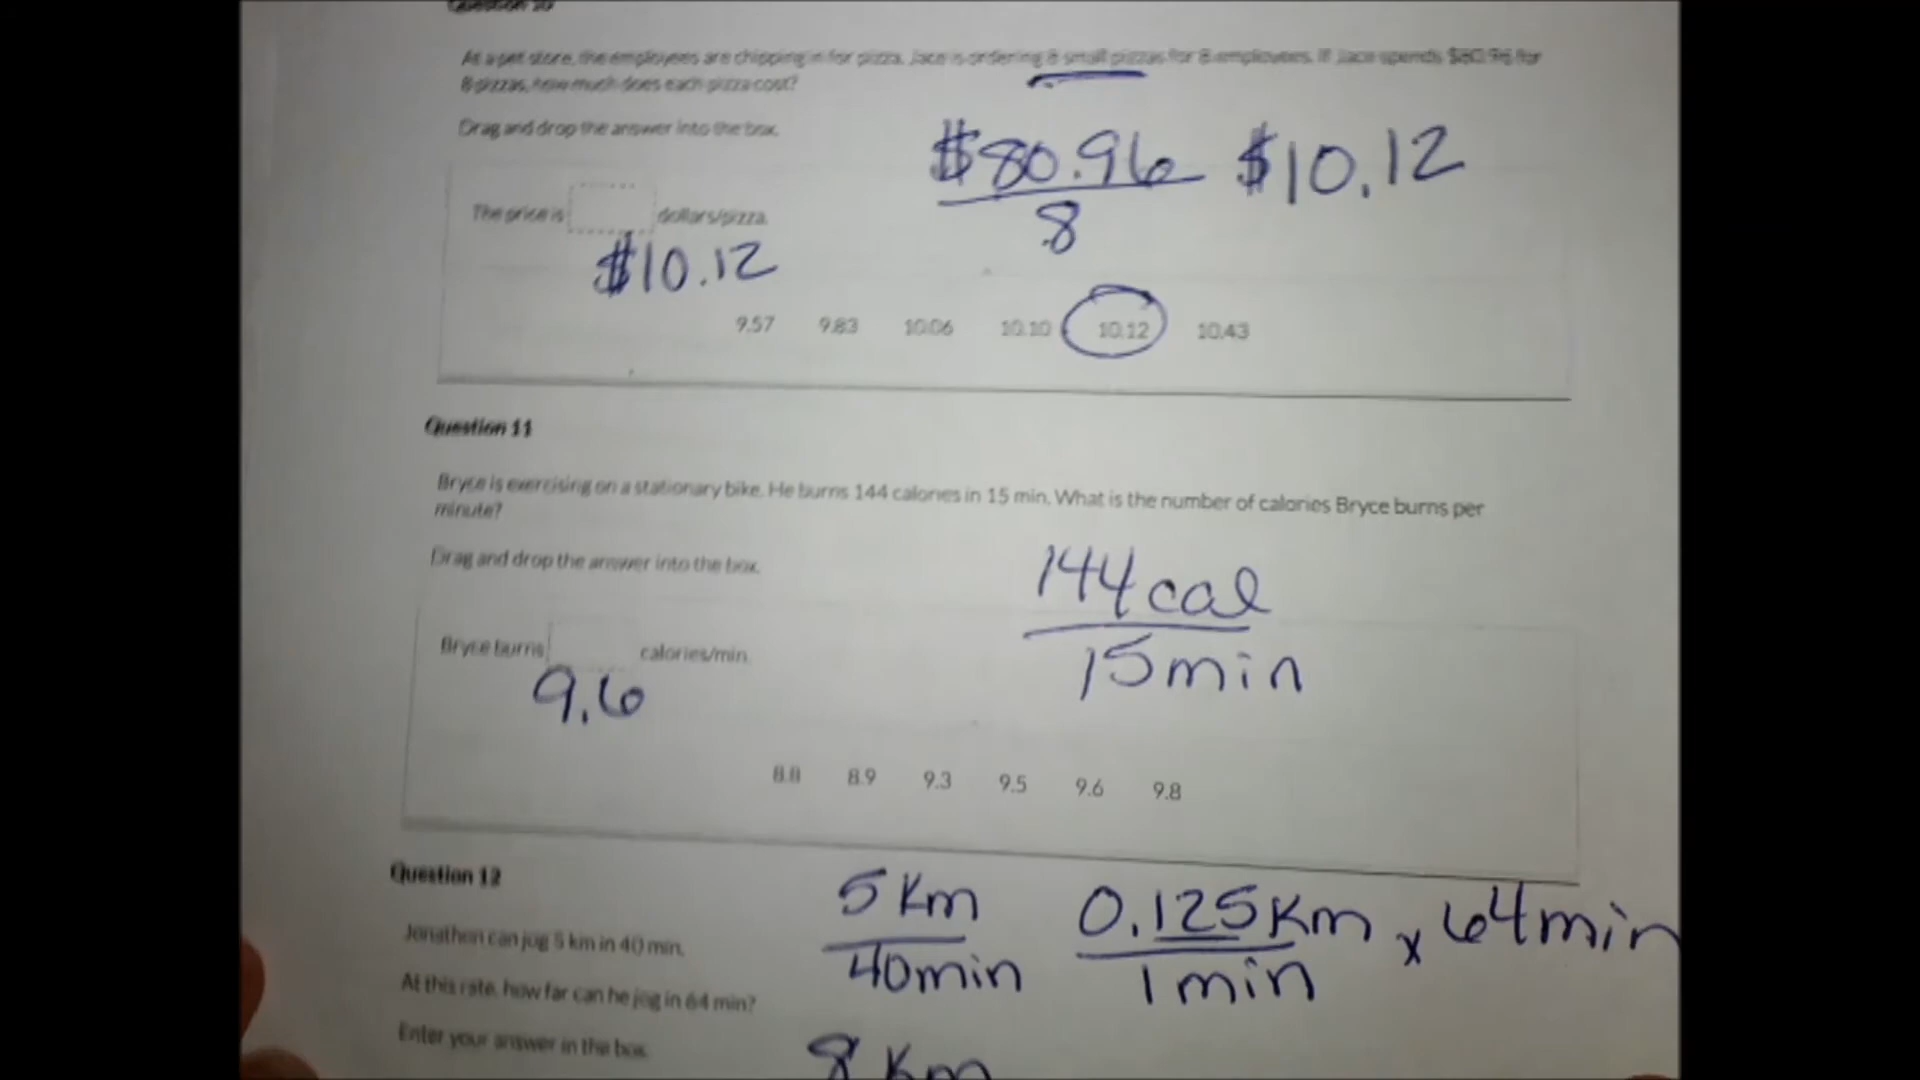 Question 10
At a pet store, the employees are chipping in for pizza. Jace is ordering 8 small pizzas for 8 employees. If Jace spends $80.96 for
8 pizzas, how much does each pizza cost?
Drag and drop the answer into the box.
$80.96 $10.12
8
The price is dollars/pizza.
$10.12
9.57 9.83 10.06 10.10 10.12 10.43
Question 11
Bryce is exercising on a stationary bike. He burns 144 calories in 15 min. What is the number of calories Bryce burns per
minute?
Drag and drop the answer into the box.
144 cal
15 min
Bryce burns calories/min.
9.6
8.8 8.9 9.3 9.5 9.6 9.8
Question 12
5 Km 0.125 Km x 64 min
40 min 1 min
Jonathon can jog 5 km in 40 min.
At this rate, how far can he jog in 64 min?
Enter your answer in the box.
8 Km